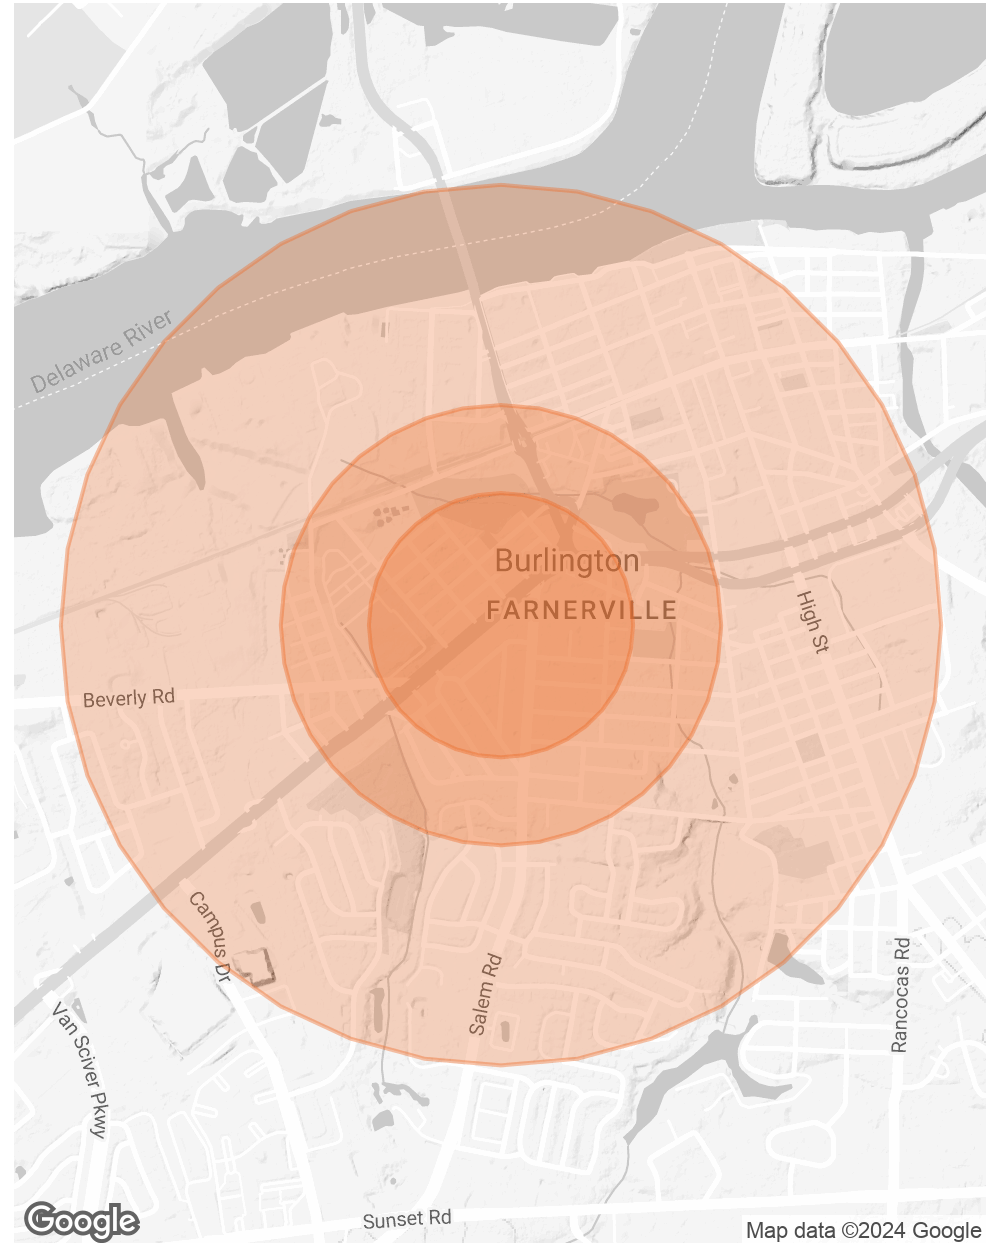 Delaware River
Burlington
FARNERVILLE
High St
Beverly Rd
Campus Dr
Salem Rd
Rancocas Rd
Van Sciver Pkwy
Sunset Rd
Google
Map data ©2024 Google